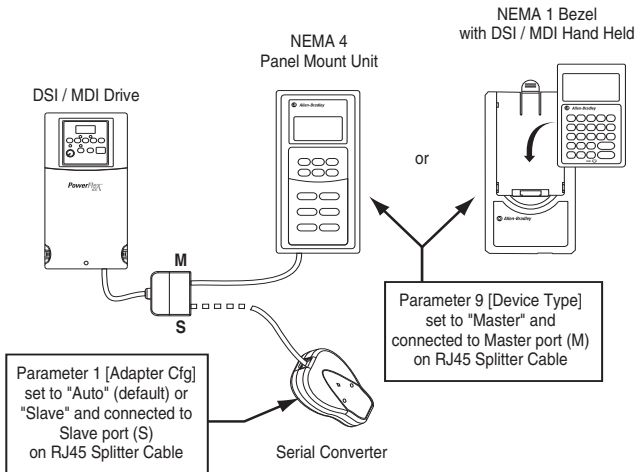 NEMA 1 Bezel
with DSI / MDI Hand Held
NEMA 4
Panel Mount Unit
DSI / MDI Drive
Allen-Bradley
Allen-Bradley
or
PowerFlex
Allen-Bradley
M
S
Parameter 9 [Device Type]
set to "Master" and
connected to Master port (M)
on RJ45 Splitter Cable
Parameter 1 [Adapter Cfg]
set to "Auto" (default) or
"Slave" and connected to
Slave port (S)
on RJ45 Splitter Cable
Serial Converter